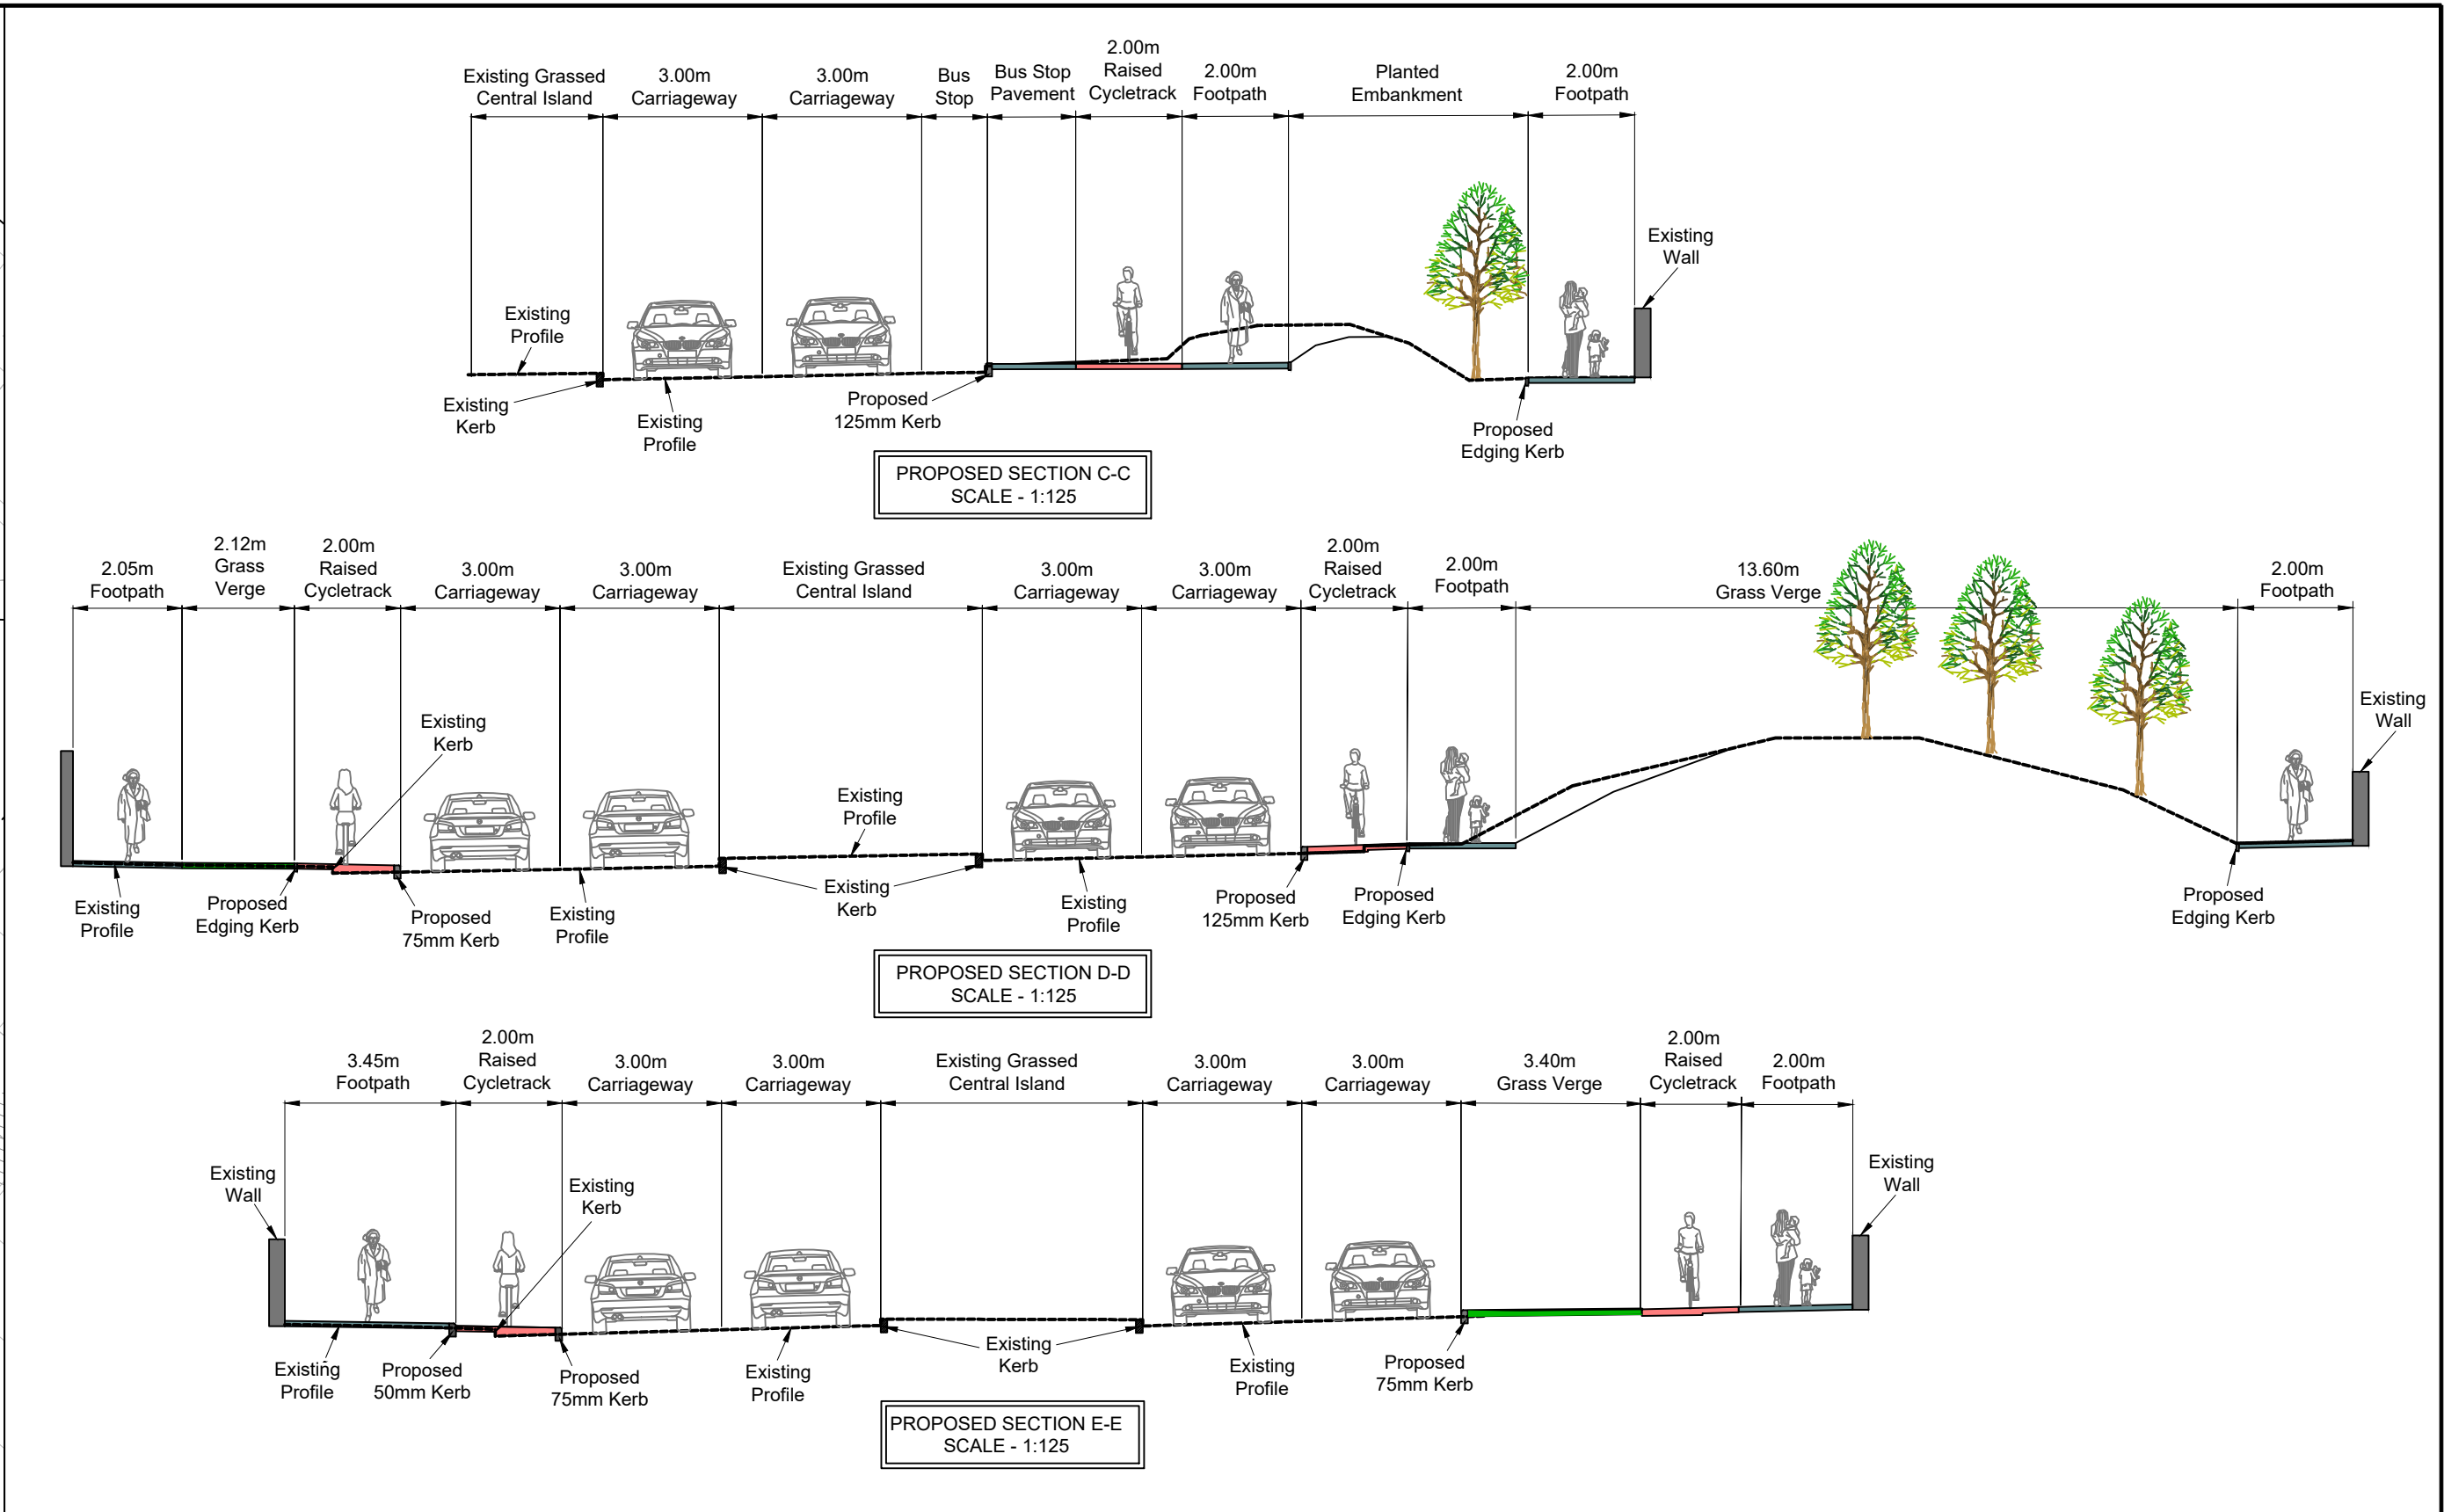 Existing Grassed
Central Island
3.00m
Carriageway
3.00m
Carriageway
Bus
Stop
Bus Stop
Pavement
2.00m
Raised
Cycletrack
2.00m
Footpath
Planted
Embankment
2.00m
Footpath
Existing
Wall
Existing
Profile
Existing
Kerb
Existing
Profile
Proposed
125mm Kerb
Proposed
Edging Kerb
PROPOSED SECTION C-C
SCALE - 1:125
2.05m
Footpath
2.12m
Grass
Verge
2.00m
Raised
Cycletrack
3.00m
Carriageway
3.00m
Carriageway
Existing Grassed
Central Island
3.00m
Carriageway
3.00m
Carriageway
2.00m
Raised
Cycletrack
2.00m
Footpath
13.60m
Grass Verge
2.00m
Footpath
Existing
Kerb
Existing
Profile
Existing
Wall
Existing
Profile
Proposed
Edging Kerb
Proposed
75mm Kerb
Existing
Profile
Existing
Kerb
Existing
Profile
Proposed
125mm Kerb
Proposed
Edging Kerb
Proposed
Edging Kerb
PROPOSED SECTION D-D
SCALE - 1:125
3.45m
Footpath
2.00m
Raised
Cycletrack
3.00m
Carriageway
3.00m
Carriageway
Existing Grassed
Central Island
3.00m
Carriageway
3.00m
Carriageway
3.40m
Grass Verge
2.00m
Raised
Cycletrack
2.00m
Footpath
Existing
Wall
Existing
Kerb
Existing
Wall
Existing
Profile
Proposed
50mm Kerb
Proposed
75mm Kerb
Existing
Profile
Existing
Kerb
Existing
Profile
Proposed
75mm Kerb
PROPOSED SECTION E-E
SCALE - 1:125